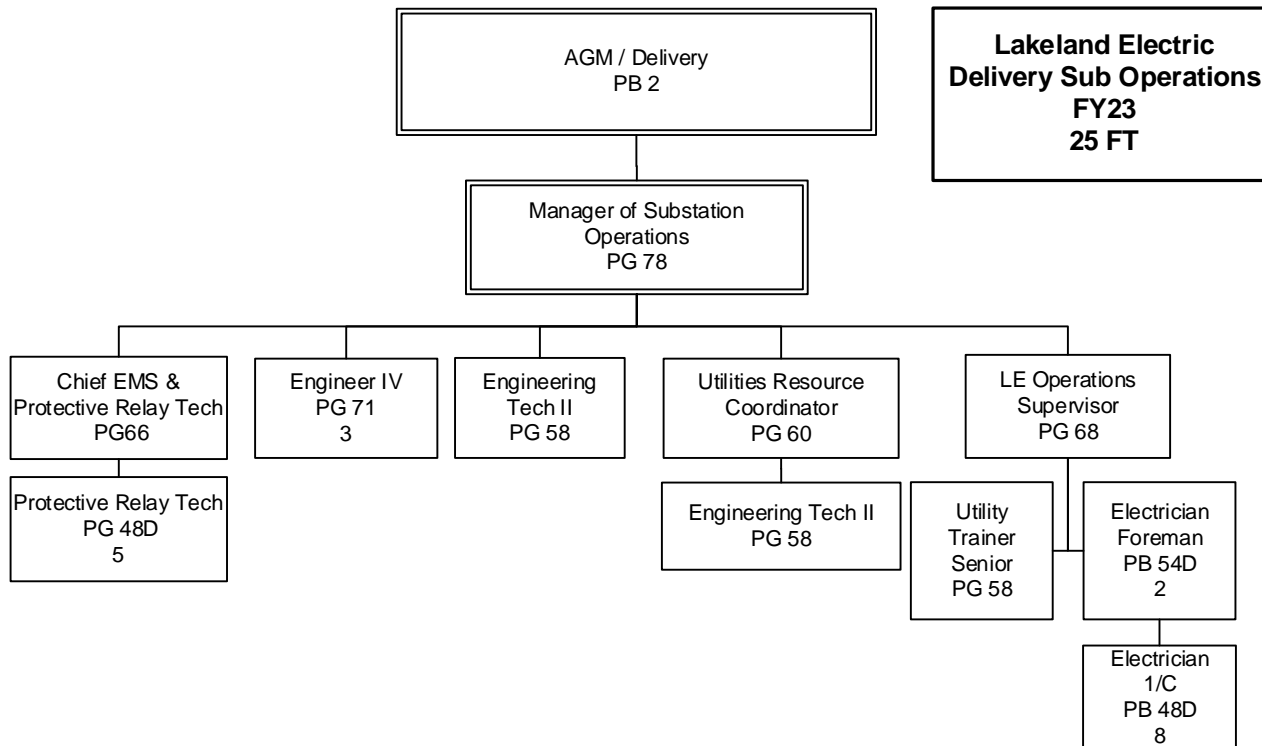 AGM / Delivery
PB 2
Lakeland Electric
Delivery Sub Operations
FY23
25 FT
Manager of Substation
Operations
PG 78
Chief EMS &
Protective Relay Tech
PG66
Engineer IV
PG 71
3
Engineering
Tech II
PG 58
Utilities Resource
Coordinator
PG 60
LE Operations
Supervisor
PG 68
Protective Relay Tech
PG 48D
5
Engineering Tech II
PG 58
Utility
Trainer
Senior
PG 58
Electrician
Foreman
PB 54D
2
Electrician
1/C
PB 48D
8